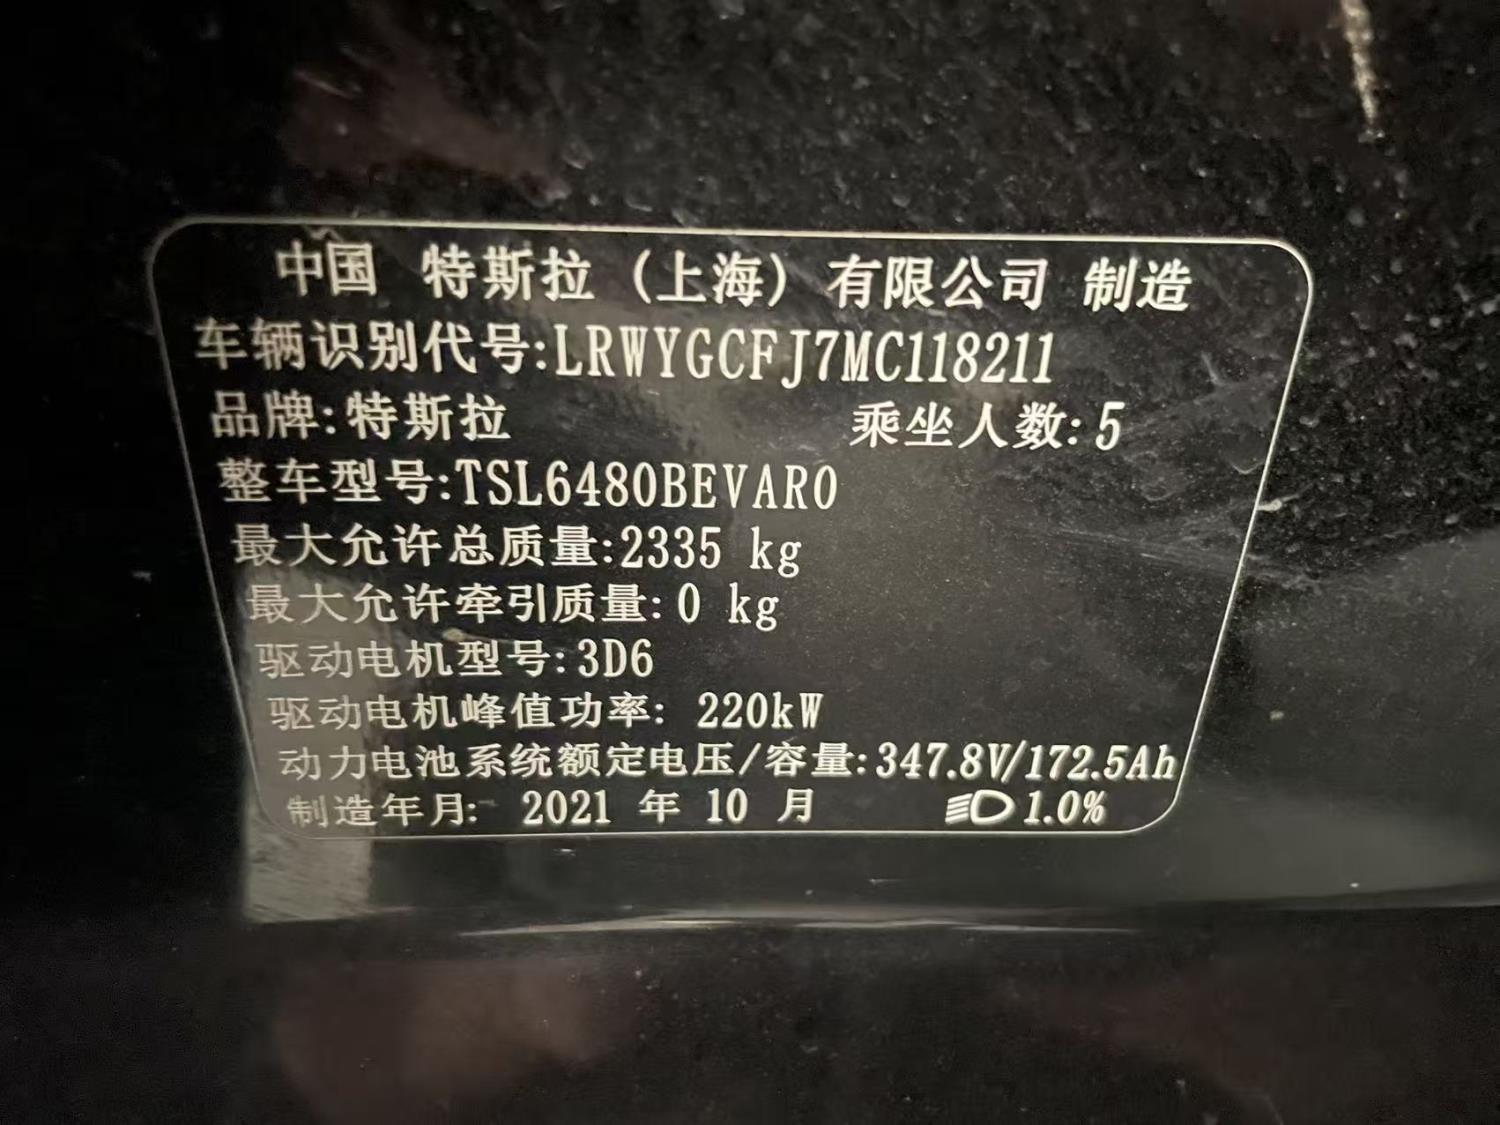 中国 特斯拉（上海）有限公司 制造
车辆识别代号:LRWYGCFJ7MC118211
品牌:特斯拉 乘坐人数:5
整车型号:TSL6480BEVAR0
最大允许总质量:2335 kg
最大允许牵引质量:0 kg
驱动电机型号:3D6
驱动电机峰值功率: 220kW
动力电池系统额定电压/容量:347.8V/172.5Ah
制造年月: 2021 年 10 月 1.0%